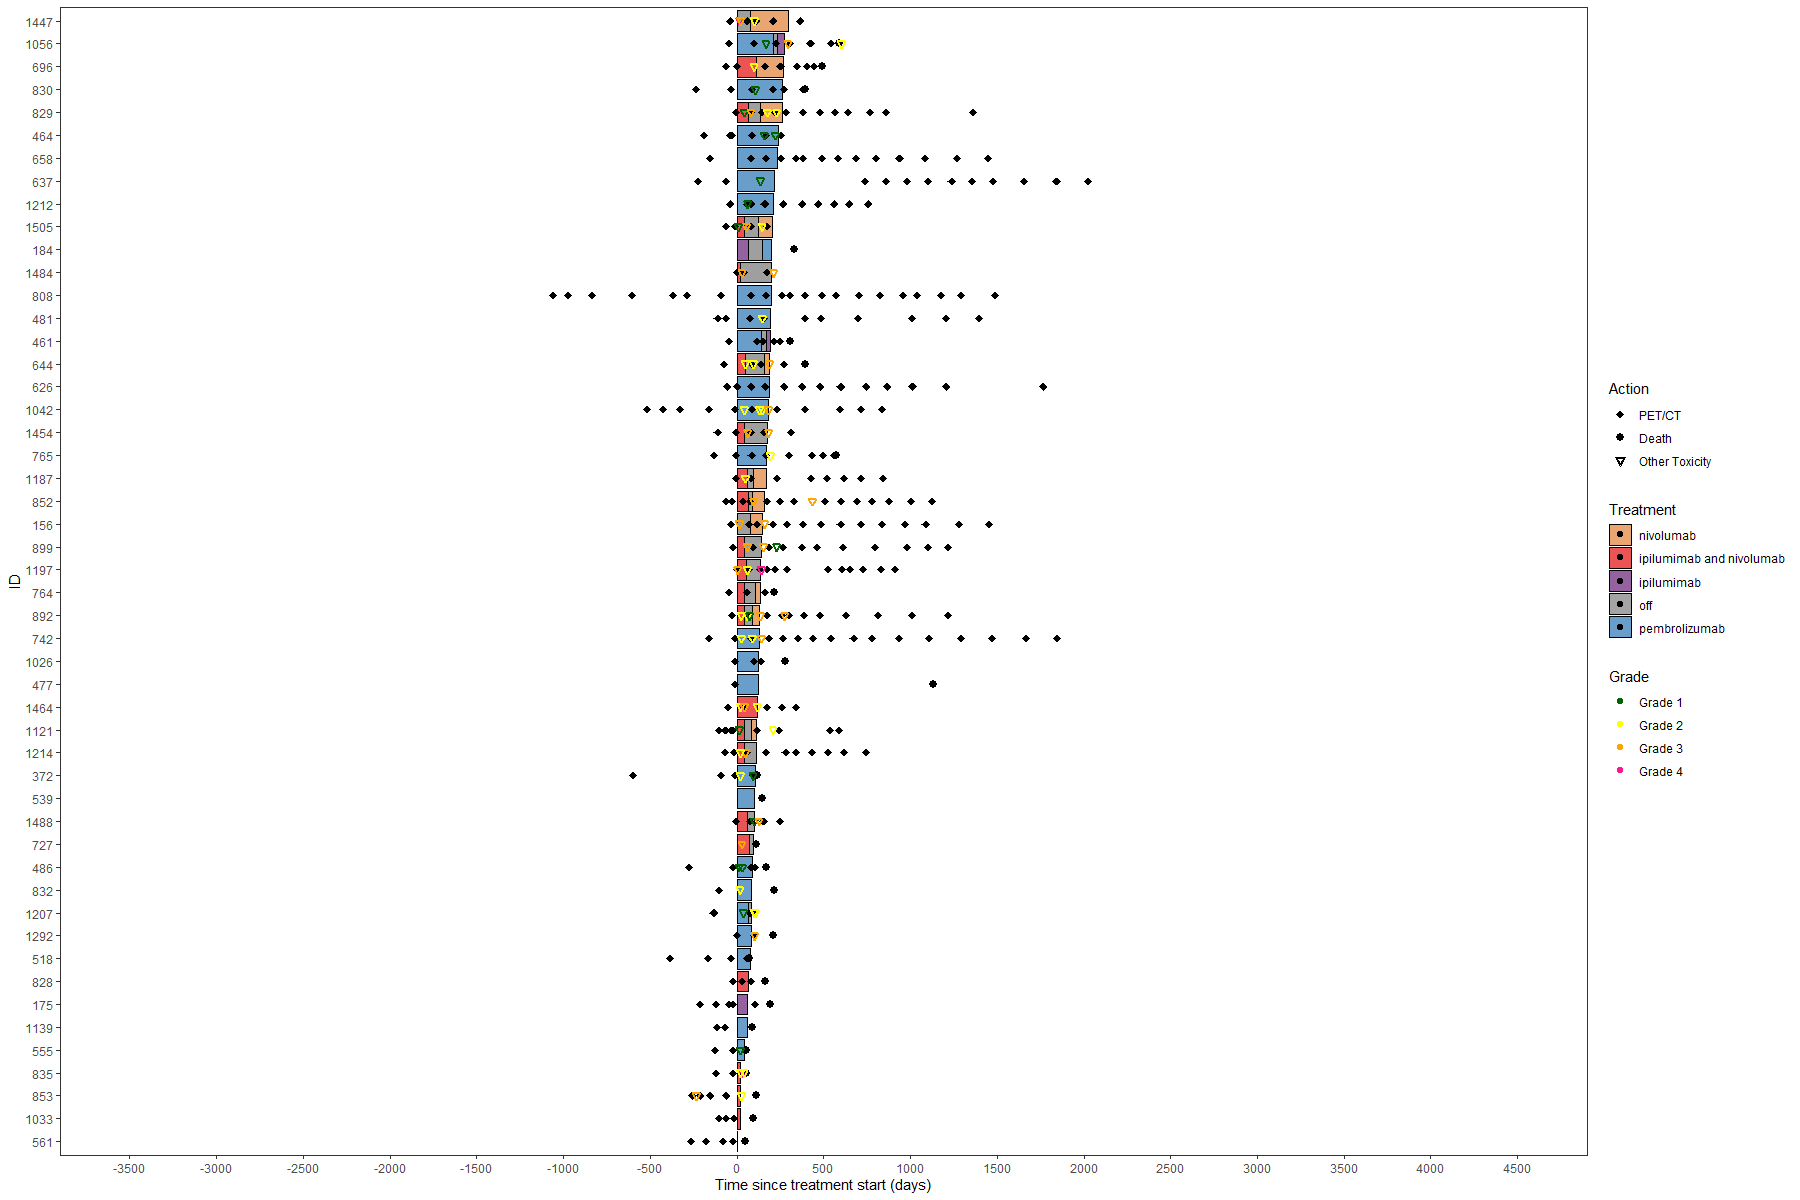 1447
1056
696
830
829
464
658
637
1212
1505
184
1484
808
481
461
644
626
1042
1454
765
1187
852
156
899
1197
764
892
742
1026
477
1464
1121
1214
372
539
1488
727
486
832
1207
1292
518
828
175
1139
555
835
853
1033
561
ID
-3500 -3000 -2500 -2000 -1500 -1000 -500 0 500 1000 1500 2000 2500 3000 3500 4000 4500
Time since treatment start (days)
Action
PET/CT
Death
Other Toxicity
Treatment
nivolumab
ipilumimab and nivolumab
ipilumimab
off
pembrolizumab
Grade
Grade 1
Grade 2
Grade 3
Grade 4